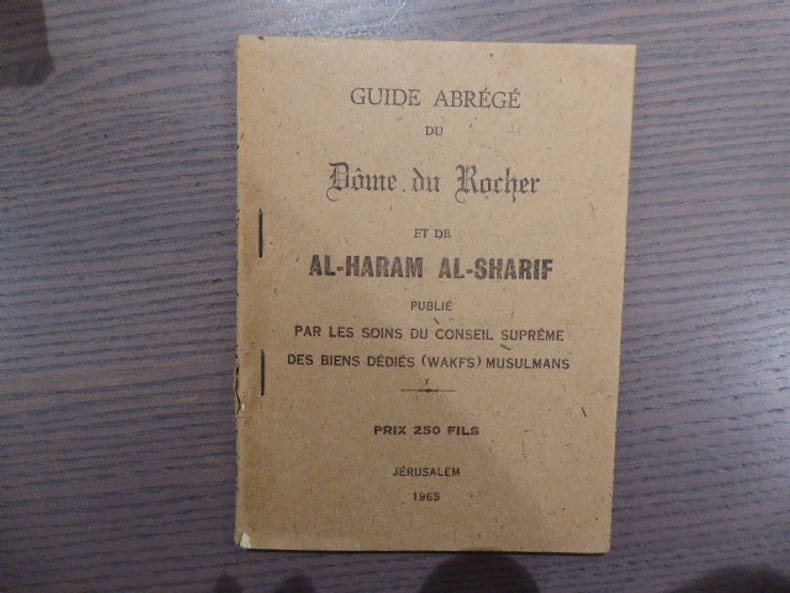 GUIDE ABRÉGÉ
DU
Dôme du Rocher
ET DE
AL-HARAM AL-SHARIF
PUBLIÉ
PAR LES SOINS DU CONSEIL SUPRÊME
DES BIENS DÉDIÉS (WAKFS) MUSULMANS
PRIX 250 FILS
JÉRUSALEM
1965